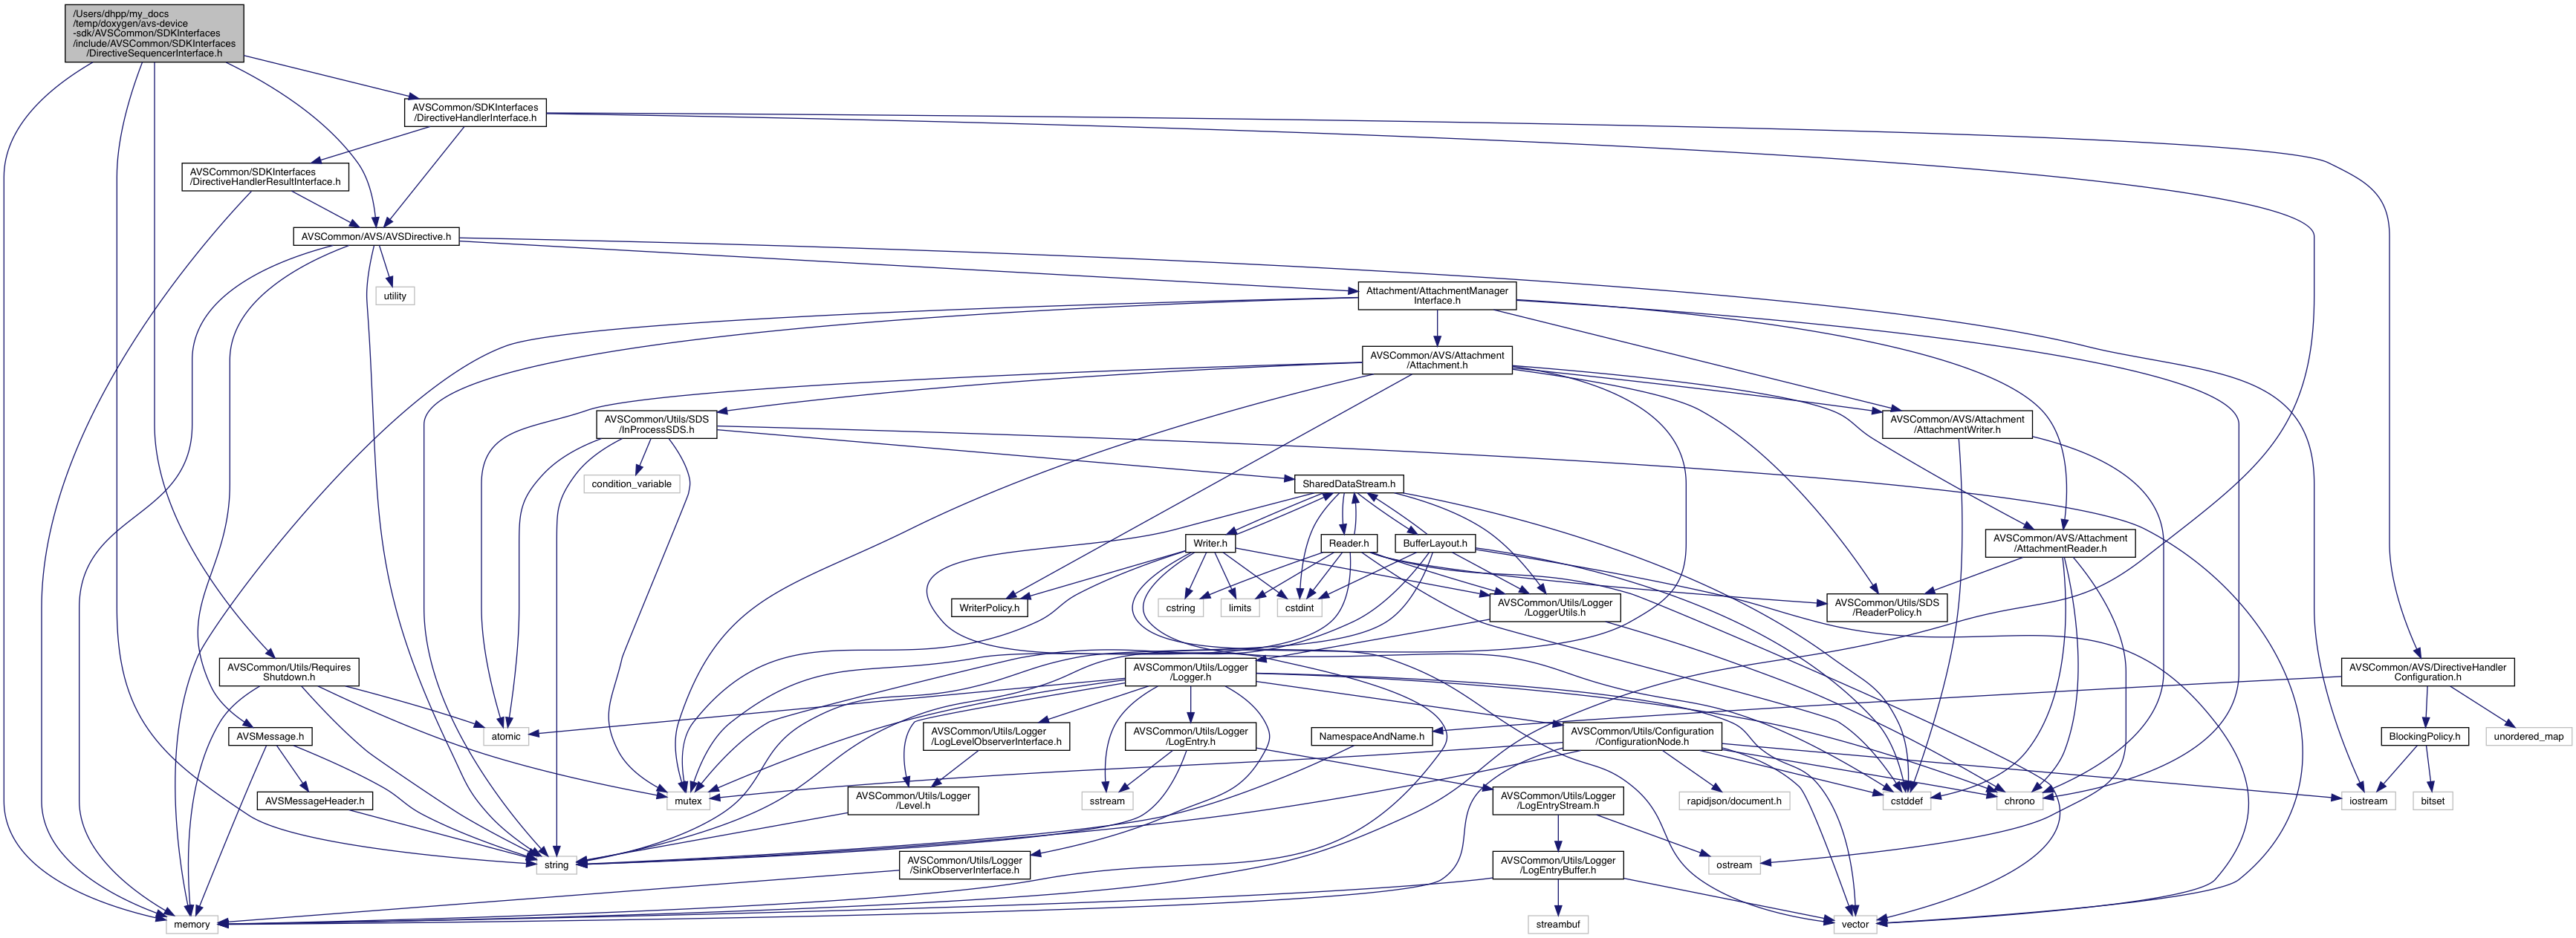 /Users/dhpp/my_docs
/temp/doxygen/avs-device
-sdk/AVSCommon/SDKInterfaces
/include/AVSCommon/SDKInterfaces
/DirectiveSequencerInterface.h
AVSCommon/SDKInterfaces
/DirectiveHandlerInterface.h
AVSCommon/SDKInterfaces
/DirectiveHandlerResultInterface.h
AVSCommon/AVS/AVSDirective.h
utility
Attachment/AttachmentManager
Interface.h
AVSCommon/AVS/Attachment
/Attachment.h
AVSCommon/Utils/SDS
/InProcessSDS.h
AVSCommon/AVS/Attachment
/AttachmentWriter.h
condition_variable
SharedDataStream.h
Writer.h
Reader.h
BufferLayout.h
AVSCommon/AVS/Attachment
/AttachmentReader.h
WriterPolicy.h
cstring
limits
cstdint
AVSCommon/Utils/Logger
/LoggerUtils.h
AVSCommon/Utils/SDS
/ReaderPolicy.h
AVSCommon/Utils/Requires
Shutdown.h
AVSCommon/Utils/Logger
/Logger.h
AVSCommon/AVS/DirectiveHandler
Configuration.h
AVSMessage.h
atomic
AVSCommon/Utils/Logger
/LogLevelObserverInterface.h
AVSCommon/Utils/Logger
/LogEntry.h
NamespaceAndName.h
AVSCommon/Utils/Configuration
/ConfigurationNode.h
BlockingPolicy.h
unordered_map
AVSMessageHeader.h
mutex
AVSCommon/Utils/Logger
/Level.h
sstream
AVSCommon/Utils/Logger
/LogEntryStream.h
rapidjson/document.h
cstddef
chrono
iostream
bitset
string
AVSCommon/Utils/Logger
/SinkObserverInterface.h
AVSCommon/Utils/Logger
/LogEntryBuffer.h
ostream
memory
streambuf
vector